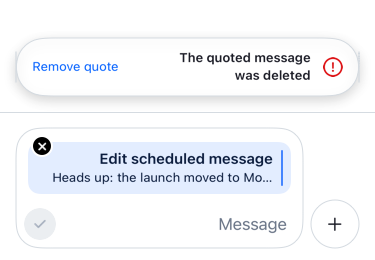 The quoted message
was deleted
Remove quote
Edit scheduled message
Heads up: the launch moved to Mo...
Message